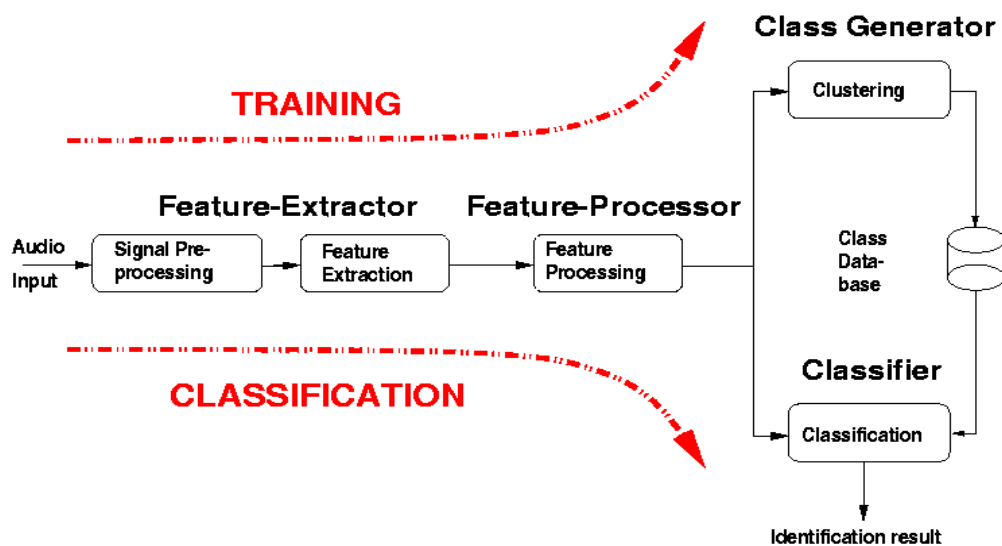 Class Generator
TRAINING
Clustering
Feature-Extractor
Feature-Processor
Audio
Input
Signal Pre-
processing
Feature
Extraction
Feature
Processing
Class
Data-
base
CLASSIFICATION
Classifier
Classification
Identification result